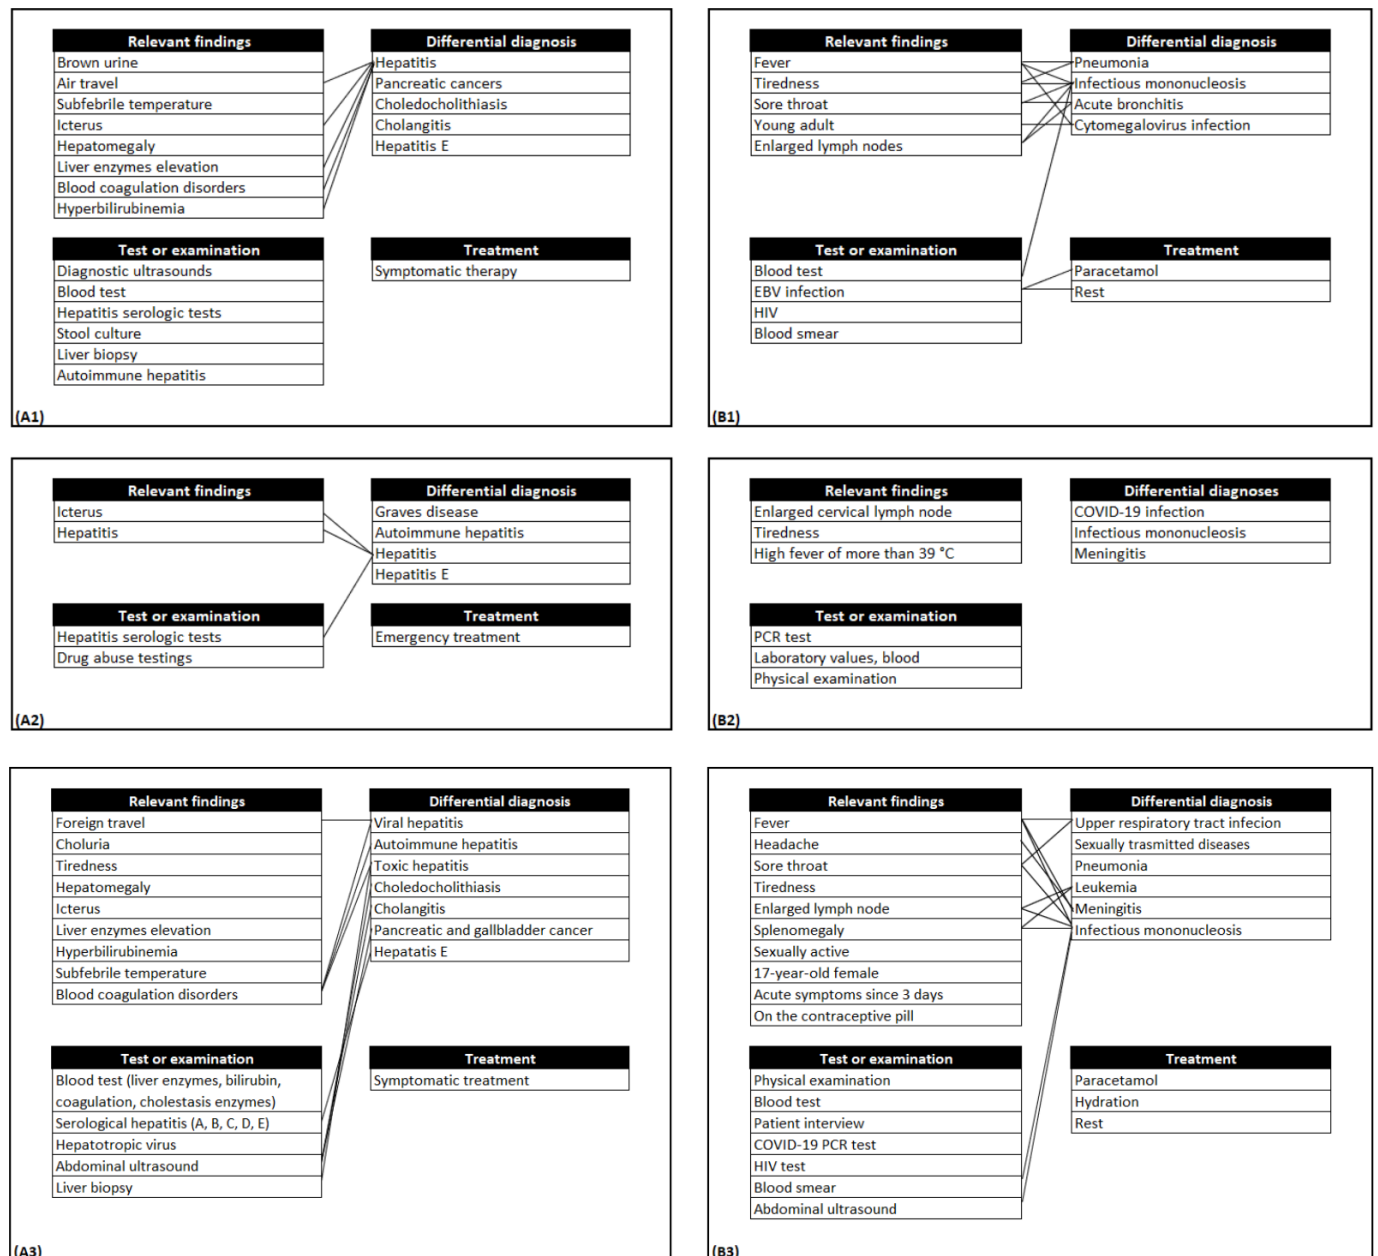 Relevant findings
Brown urine
Air travel
Subfebrile temperature
Icterus
Hepatomegaly
Liver enzymes elevation
Blood coagulation disorders
Hyperbilirubinemia
Differential diagnosis
Hepatitis
Pancreatic cancers
Choledocholithiasis
Cholangitis
Hepatitis E
Test or examination
Diagnostic ultrasounds
Blood test
Hepatitis serologic tests
Stool culture
Liver biopsy
Autoimmune hepatitis
Treatment
Symptomatic therapy
(A1)
Relevant findings
Fever
Tiredness
Sore throat
Young adult
Enlarged lymph nodes
Differential diagnosis
Pneumonia
Infectious mononucleosis
Acute bronchitis
Cytomegalovirus infection
Test or examination
Blood test
EBV infection
HIV
Blood smear
Treatment
Paracetamol
Rest
(B1)
Relevant findings
Icterus
Hepatitis
Differential diagnosis
Graves disease
Autoimmune hepatitis
Hepatitis
Hepatitis E
Test or examination
Hepatitis serologic tests
Drug abuse testings
Treatment
Emergency treatment
(A2)
Relevant findings
Enlarged cervical lymph node
Tiredness
High fever of more than 39 °C
Differential diagnoses
COVID-19 infection
Infectious mononucleosis
Meningitis
Test or examination
PCR test
Laboratory values, blood
Physical examination
(B2)
Relevant findings
Foreign travel
Choluria
Tiredness
Hepatomegaly
Icterus
Liver enzymes elevation
Hyperbilirubinemia
Subfebrile temperature
Blood coagulation disorders
Differential diagnosis
Viral hepatitis
Autoimmune hepatitis
Toxic hepatitis
Choledocholithiasis
Cholangitis
Pancreatic and gallbladder cancer
Hepatatis E
Test or examination
Blood test (liver enzymes, bilirubin,
coagulation, cholestasis enzymes)
Serological hepatitis (A, B, C, D, E)
Hepatotropic virus
Abdominal ultrasound
Liver biopsy
Treatment
Symptomatic treatment
(A3)
Relevant findings
Fever
Headache
Sore throat
Tiredness
Enlarged lymph node
Splenomegaly
Sexually active
17-year-old female
Acute symptoms since 3 days
On the contraceptive pill
Differential diagnosis
Upper respiratory tract infecion
Sexually trasmitted diseases
Pneumonia
Leukemia
Meningitis
Infectious mononucleosis
Test or examination
Physical examination
Blood test
Patient interview
COVID-19 PCR test
HIV test
Blood smear
Abdominal ultrasound
Treatment
Paracetamol
Hydration
Rest
(B3)